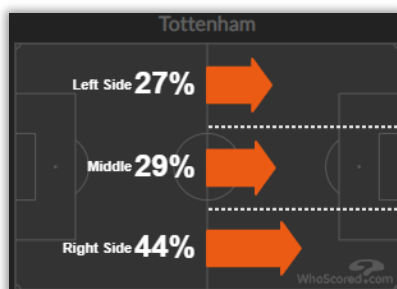 Tottenham
Left Side 27%
Middle 29%
Right Side 44%
WhoScored.com